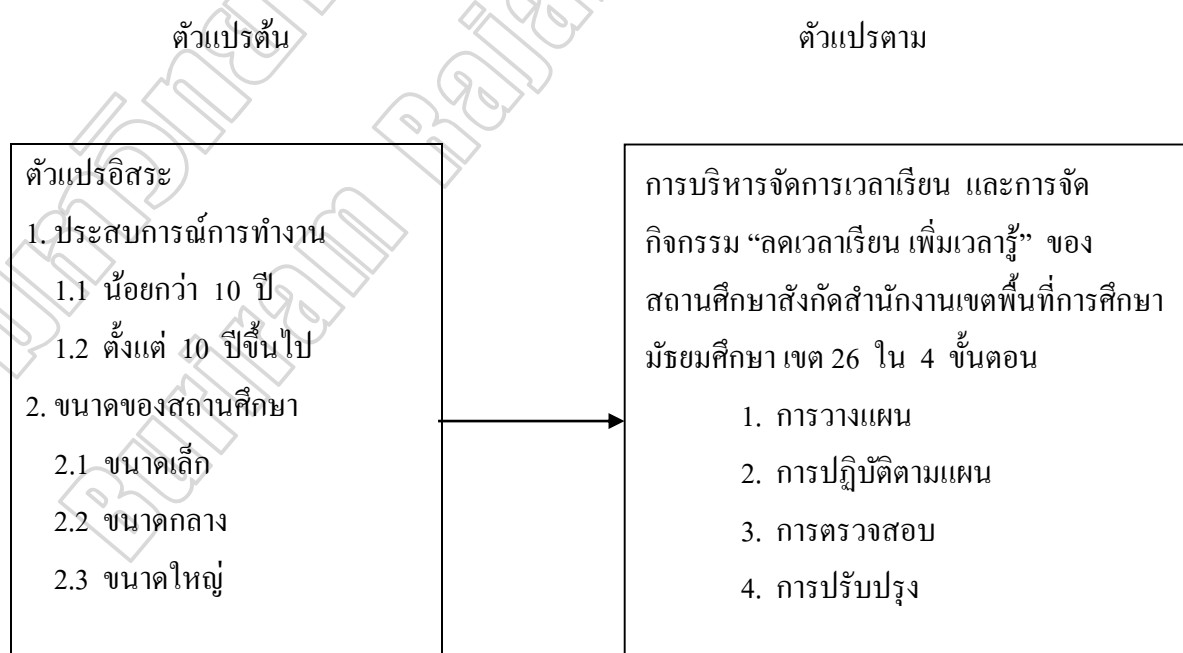 ตัวแปรต้น
ตัวแปรตาม
ตัวแปรอิสระ
1. ประสบการณ์การทำงาน
1.1 น้อยกว่า 10 ปี
1.2 ตั้งแต่ 10 ปีขึ้นไป
2. ขนาดของสถานศึกษา
2.1 ขนาดเล็ก
2.2 ขนาดกลาง
2.3 ขนาดใหญ่
การบริหารจัดการเวลาเรียน และการจัด
กิจกรรม “ลดเวลาเรียน เพิ่มเวลารู้” ของ
สถานศึกษาสังกัดสำนักงานเขตพื้นที่การศึกษา
มัธยมศึกษา เขต 26 ใน 4 ขั้นตอน
1. การวางแผน
2. การปฏิบัติตามแผน
3. การตรวจสอบ
4. การปรับปรุง
Buriram Raja